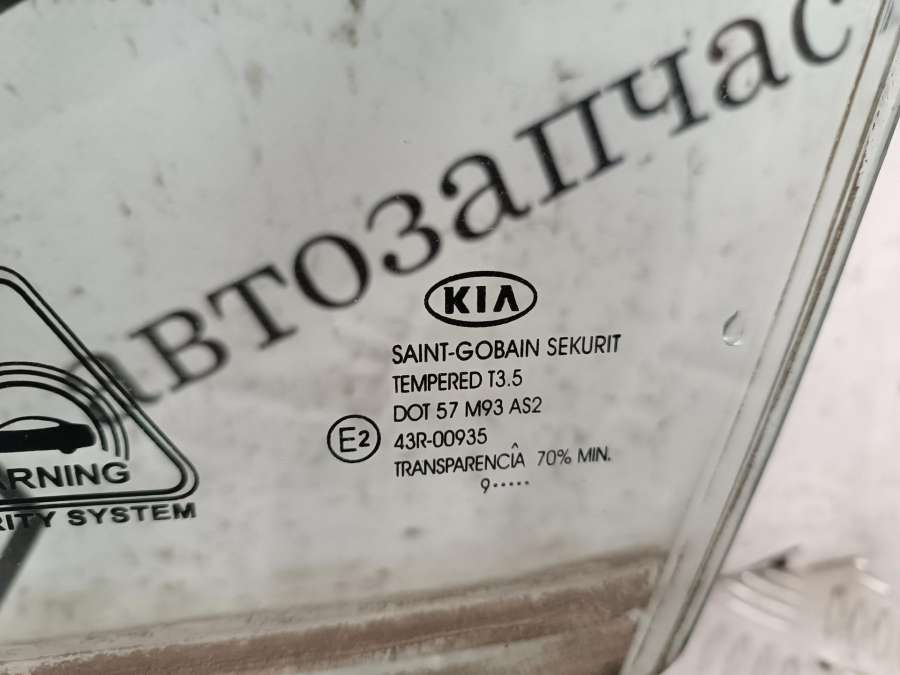 автозапчас
KIA
SAINT-GOBAIN SEKURIT
TEMPERED T3.5
DOT 57 M93 AS2
E2 43R-00935
TRANSPARENCIÂ 70% MIN.
9·····
ARNING
RITY SYSTEM